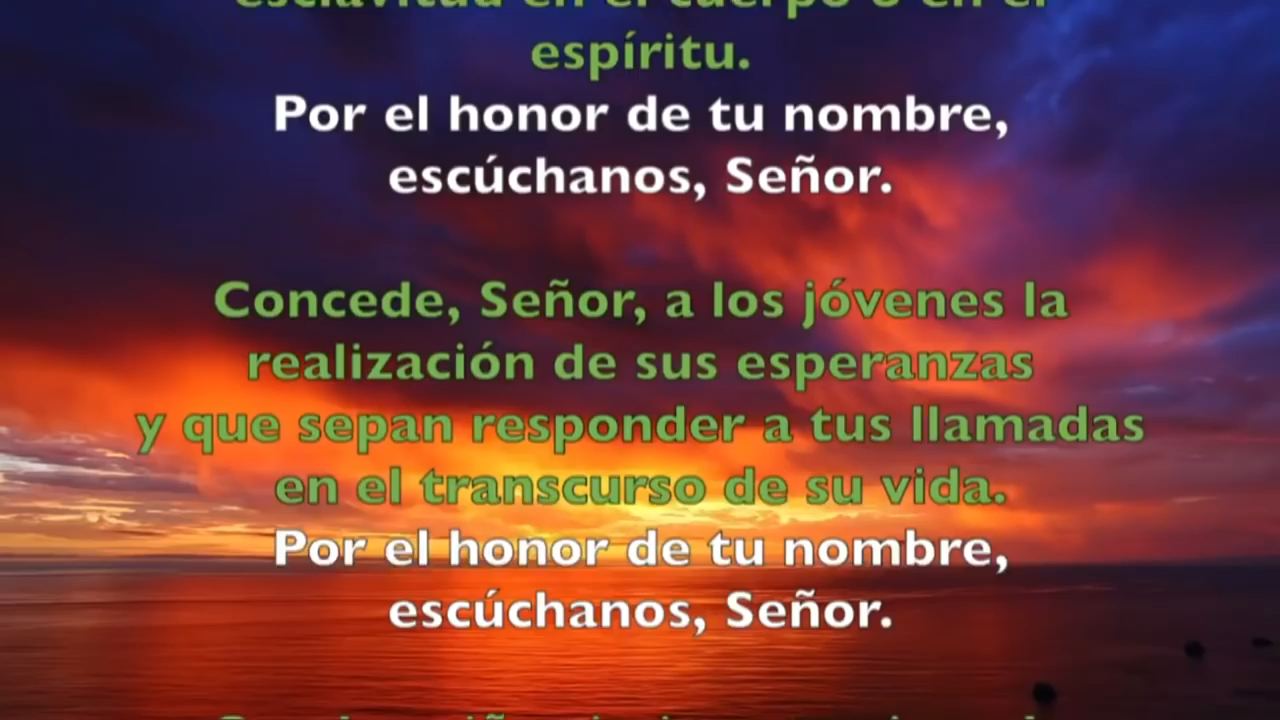 esclavitud en el cuerpo o en el
espíritu.
Por el honor de tu nombre,
escúchanos, Señor.
Concede, Señor, a los jóvenes la
realización de sus esperanzas
y que sepan responder a tus llamadas
en el transcurso de su vida.
Por el honor de tu nombre,
escúchanos, Señor.